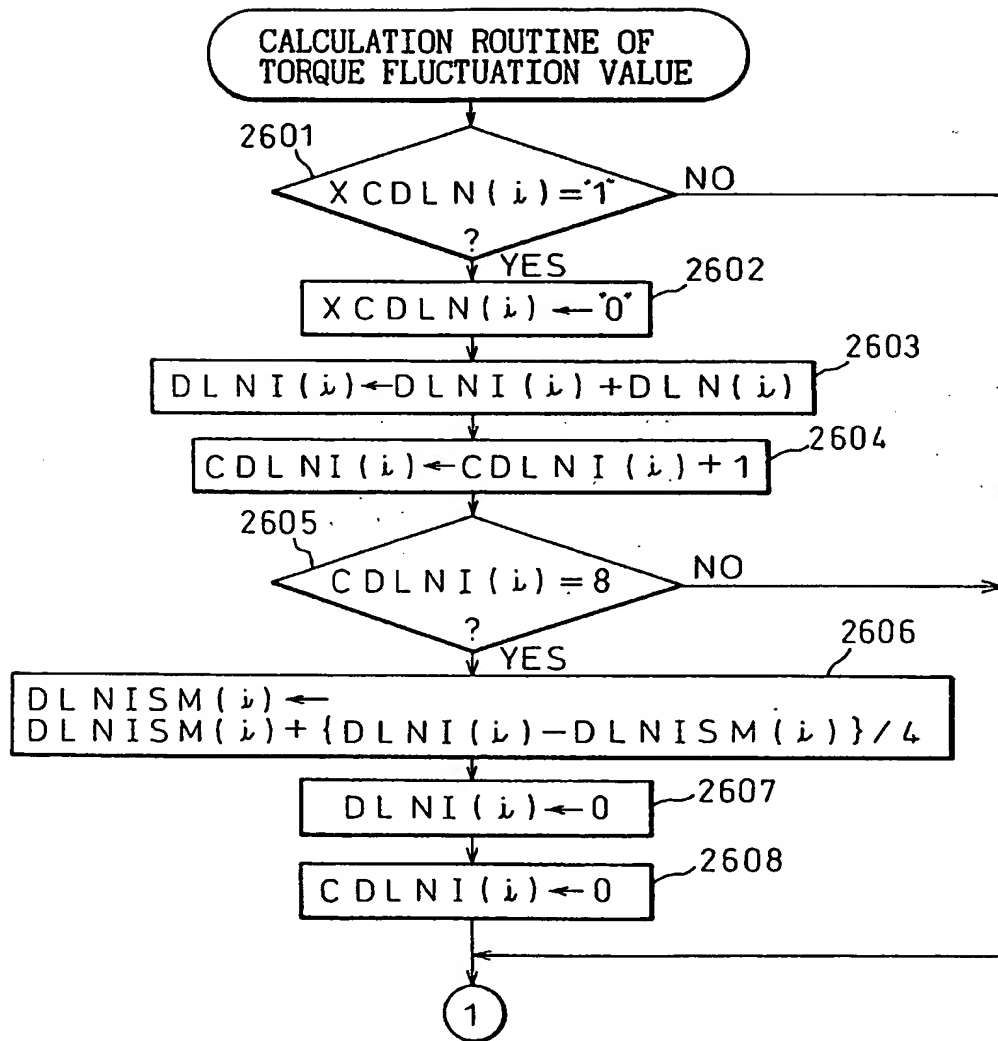 CALCULATION ROUTINE OF
TORQUE FLUCTUATION VALUE
2601
XCDLN(i)="1"
?
NO
YES
2602
XCDLN(i)←"0"
2603
DLNI(i)←DLNI(i)+DLN(i)
2604
CDLNI(i)←CDLNI(i)+1
2605
CDLNI(i)=8
?
NO
YES
2606
DLNISM(i)←
DLNISM(i)+{DLNI(i)-DLNISM(i)}/4
2607
DLNI(i)←0
2608
CDLNI(i)←0
1